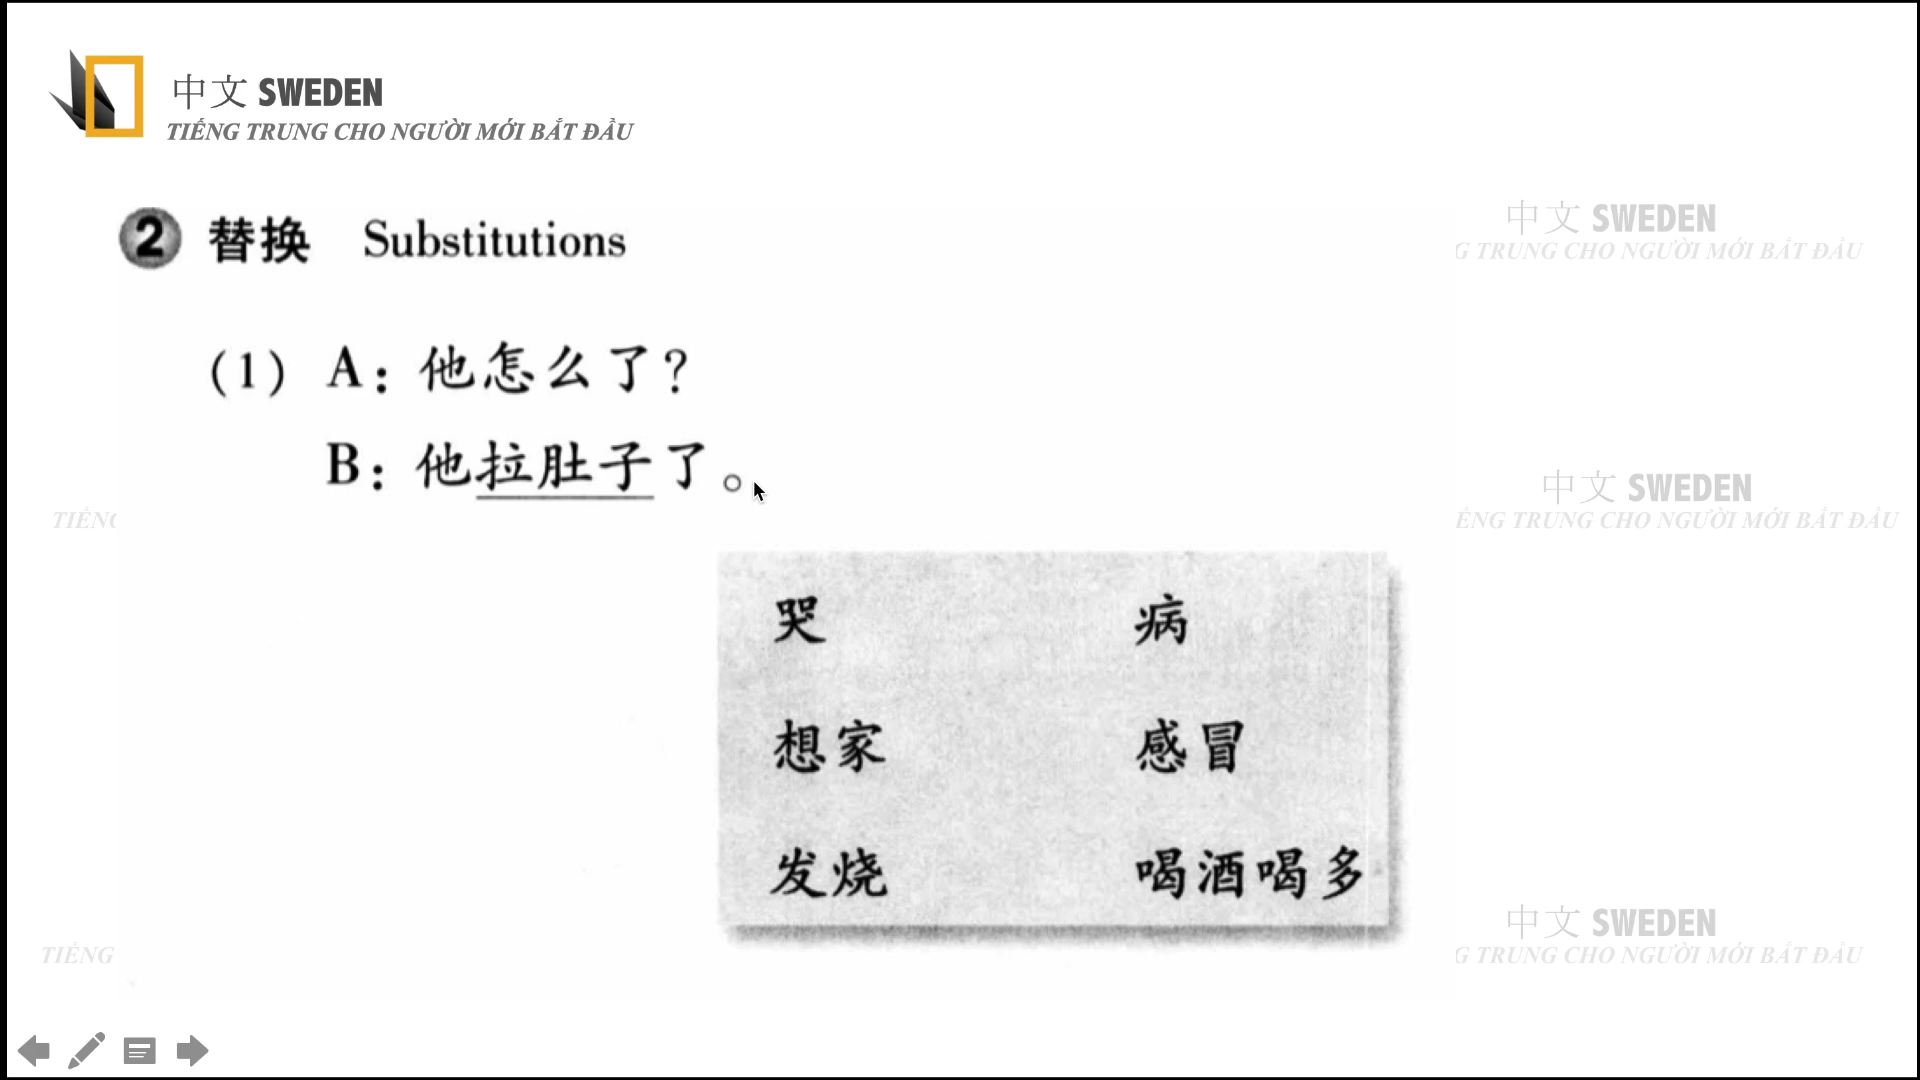 中文 SWEDEN
TIẾNG TRUNG CHO NGƯỜI MỚI BẮT ĐẦU
中文 SWEDEN
G TRUNG CHO NGƯỜI MỚI BẮT ĐẦU
2 替换 Substitutions
(1) A: 他怎么了?
B: 他拉肚子了。
中文 SWEDEN
TIẾNG
ẾNG TRUNG CHO NGƯỜI MỚI BẮT ĐẦU
哭 病
想家 感冒
发烧 喝酒喝多
中文 SWEDEN
TIẾNG
G TRUNG CHO NGƯỜI MỚI BẮT ĐẦU